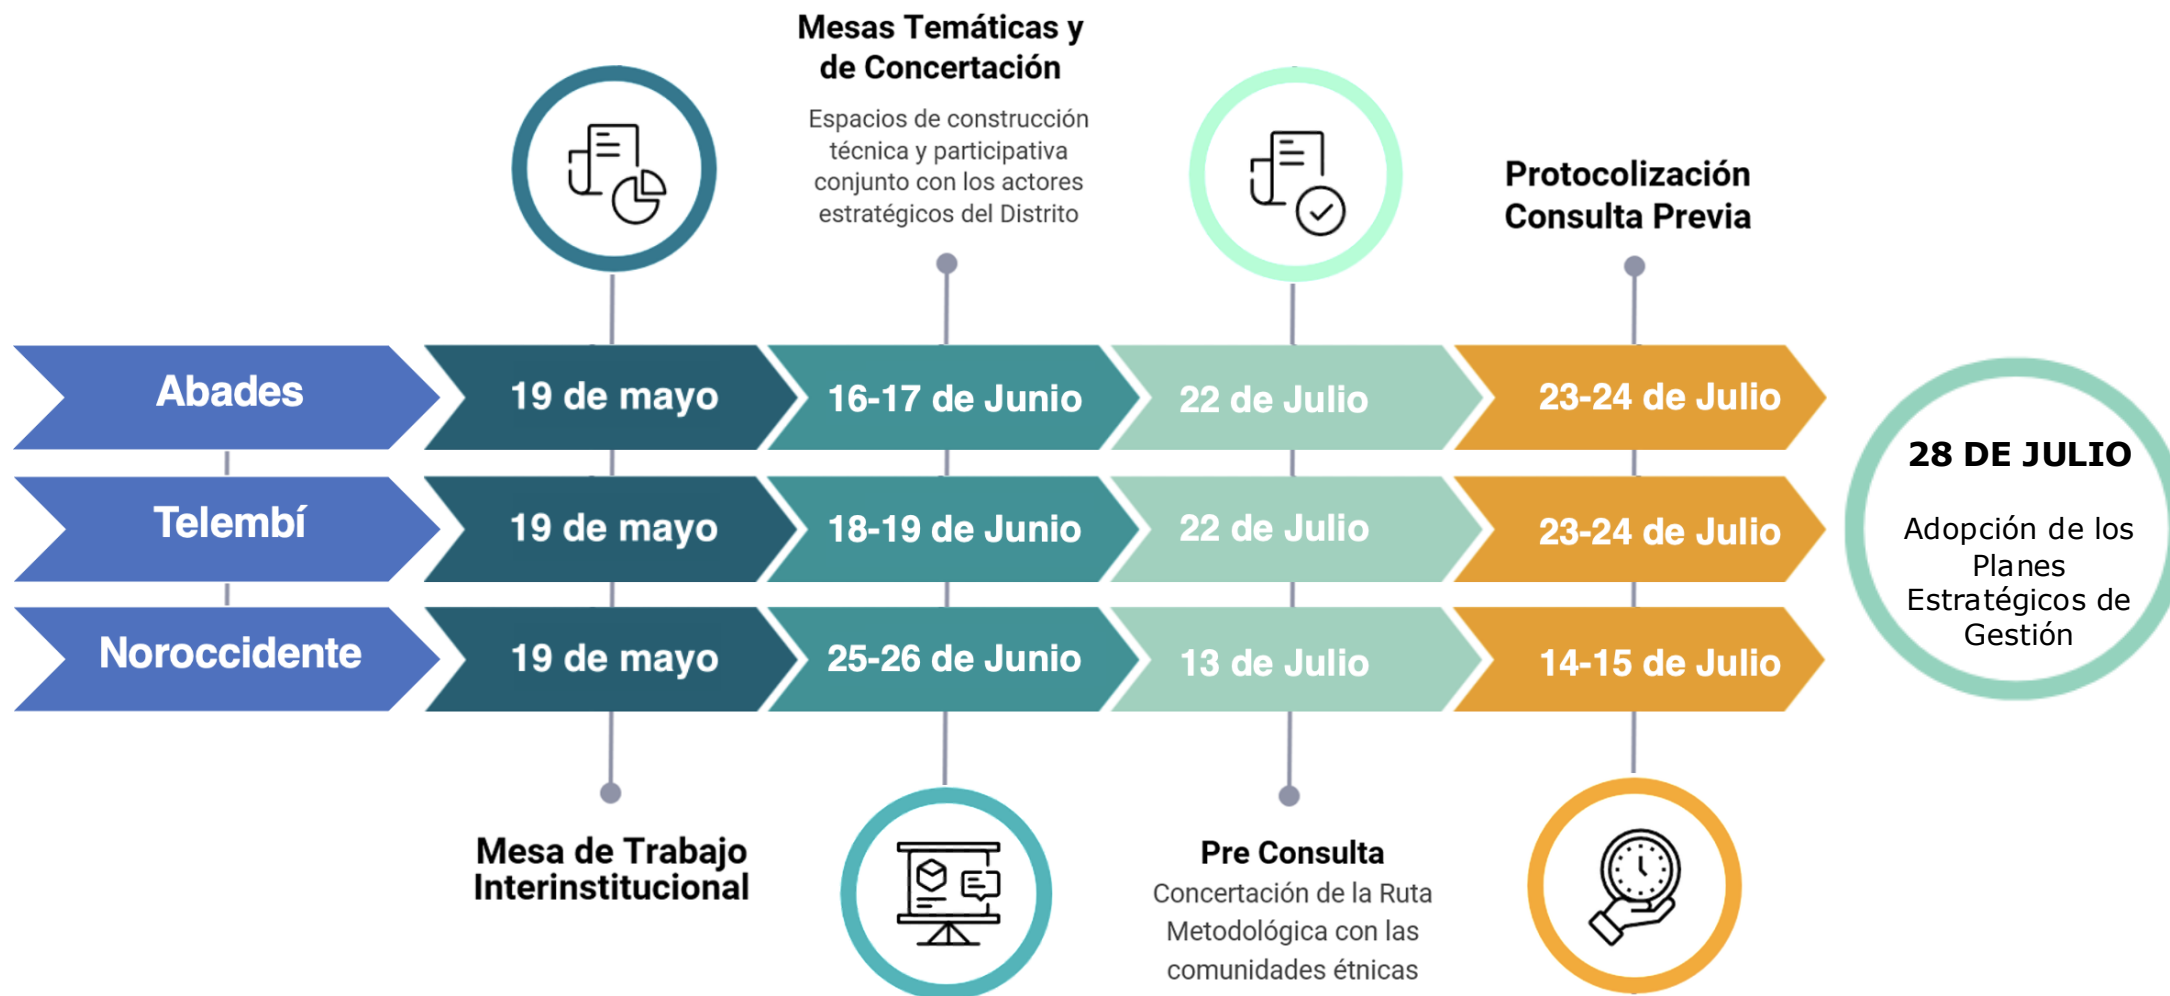 Mesas Temáticas y
de Concertación
Espacios de construcción
técnica y participativa
conjunto con los actores
estratégicos del Distrito
Protocolización
Consulta Previa
Abades
19 de mayo
16-17 de Junio
22 de Julio
23-24 de Julio
Telembí
19 de mayo
18-19 de Junio
22 de Julio
23-24 de Julio
Noroccidente
19 de mayo
25-26 de Junio
13 de Julio
14-15 de Julio
28 DE JULIO
Adopción de los
Planes
Estratégicos de
Gestión
Mesa de Trabajo
Interinstitucional
Pre Consulta
Concertación de la Ruta
Metodológica con las
comunidades étnicas